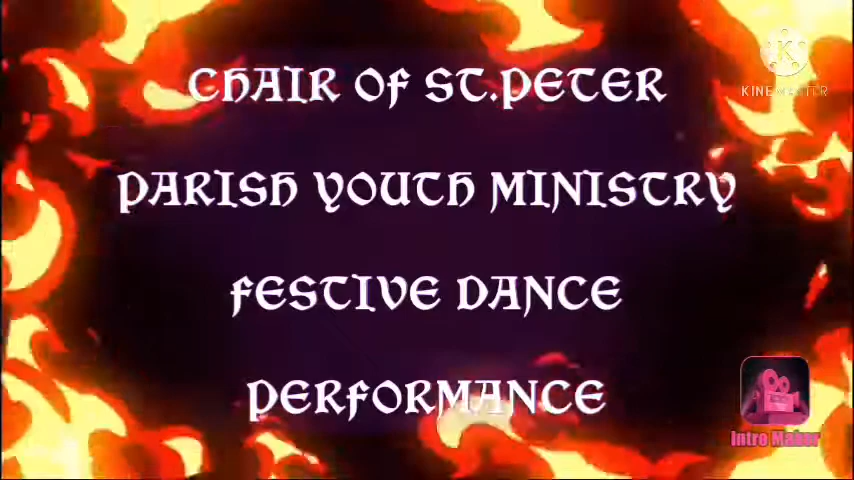 CHAIR OF ST.PETER
KINEMASTER
PARISH YOUTH MINISTRY
FESTIVE DANCE
PERFORMANCE
Intro Maker